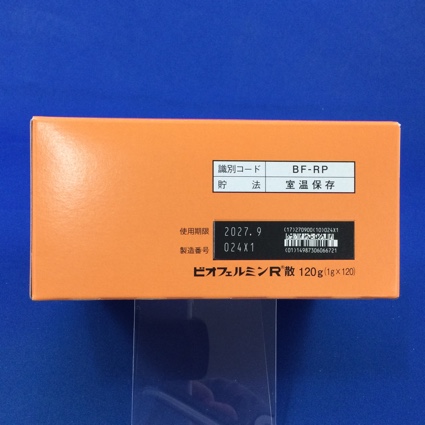 識別コード BF-RP
貯 法 室温保存
使用期限 2027.9
製造番号 024X1
(17)270900(10)024X1
(01)14987306066721
ビオフェルミンR®散 120g(1g×120)